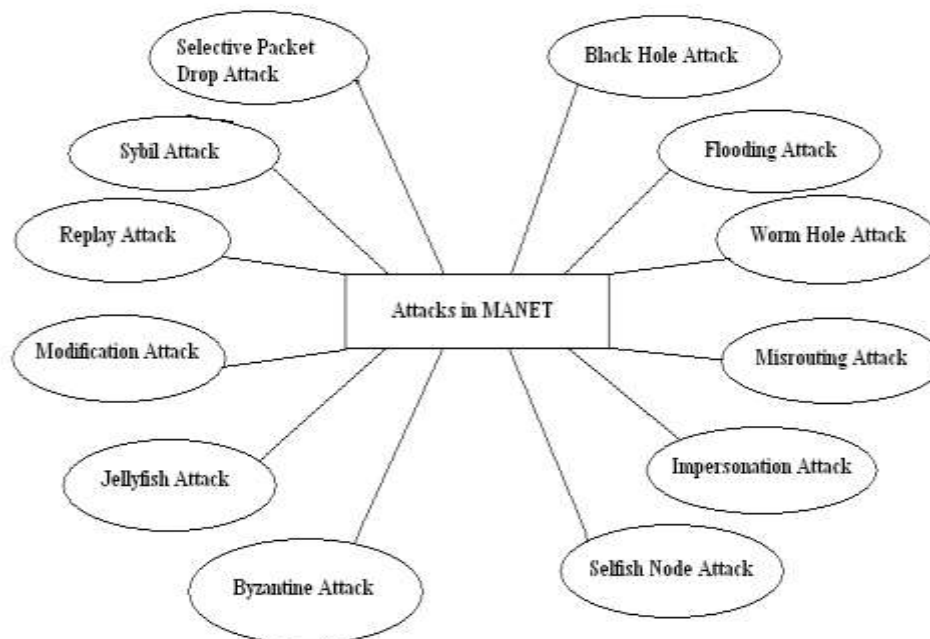 Selective Packet
Drop Attack
Black Hole Attack
Sybil Attack
Flooding Attack
Replay Attack
Worm Hole Attack
Attacks in MANET
Modification Attack
Misrouting Attack
Jellyfish Attack
Impersonation Attack
Byzantine Attack
Selfish Node Attack